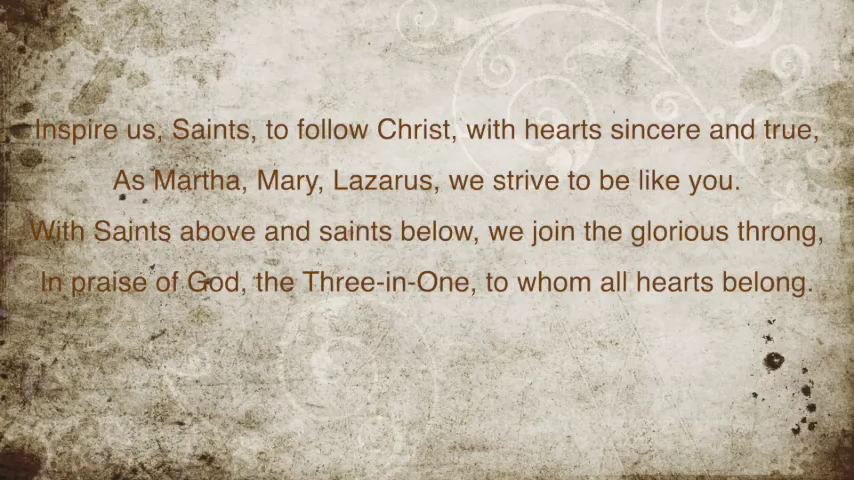 Inspire us, Saints, to follow Christ, with hearts sincere and true,
As Martha, Mary, Lazarus, we strive to be like you.
With Saints above and saints below, we join the glorious throng,
In praise of God, the Three-in-One, to whom all hearts belong.